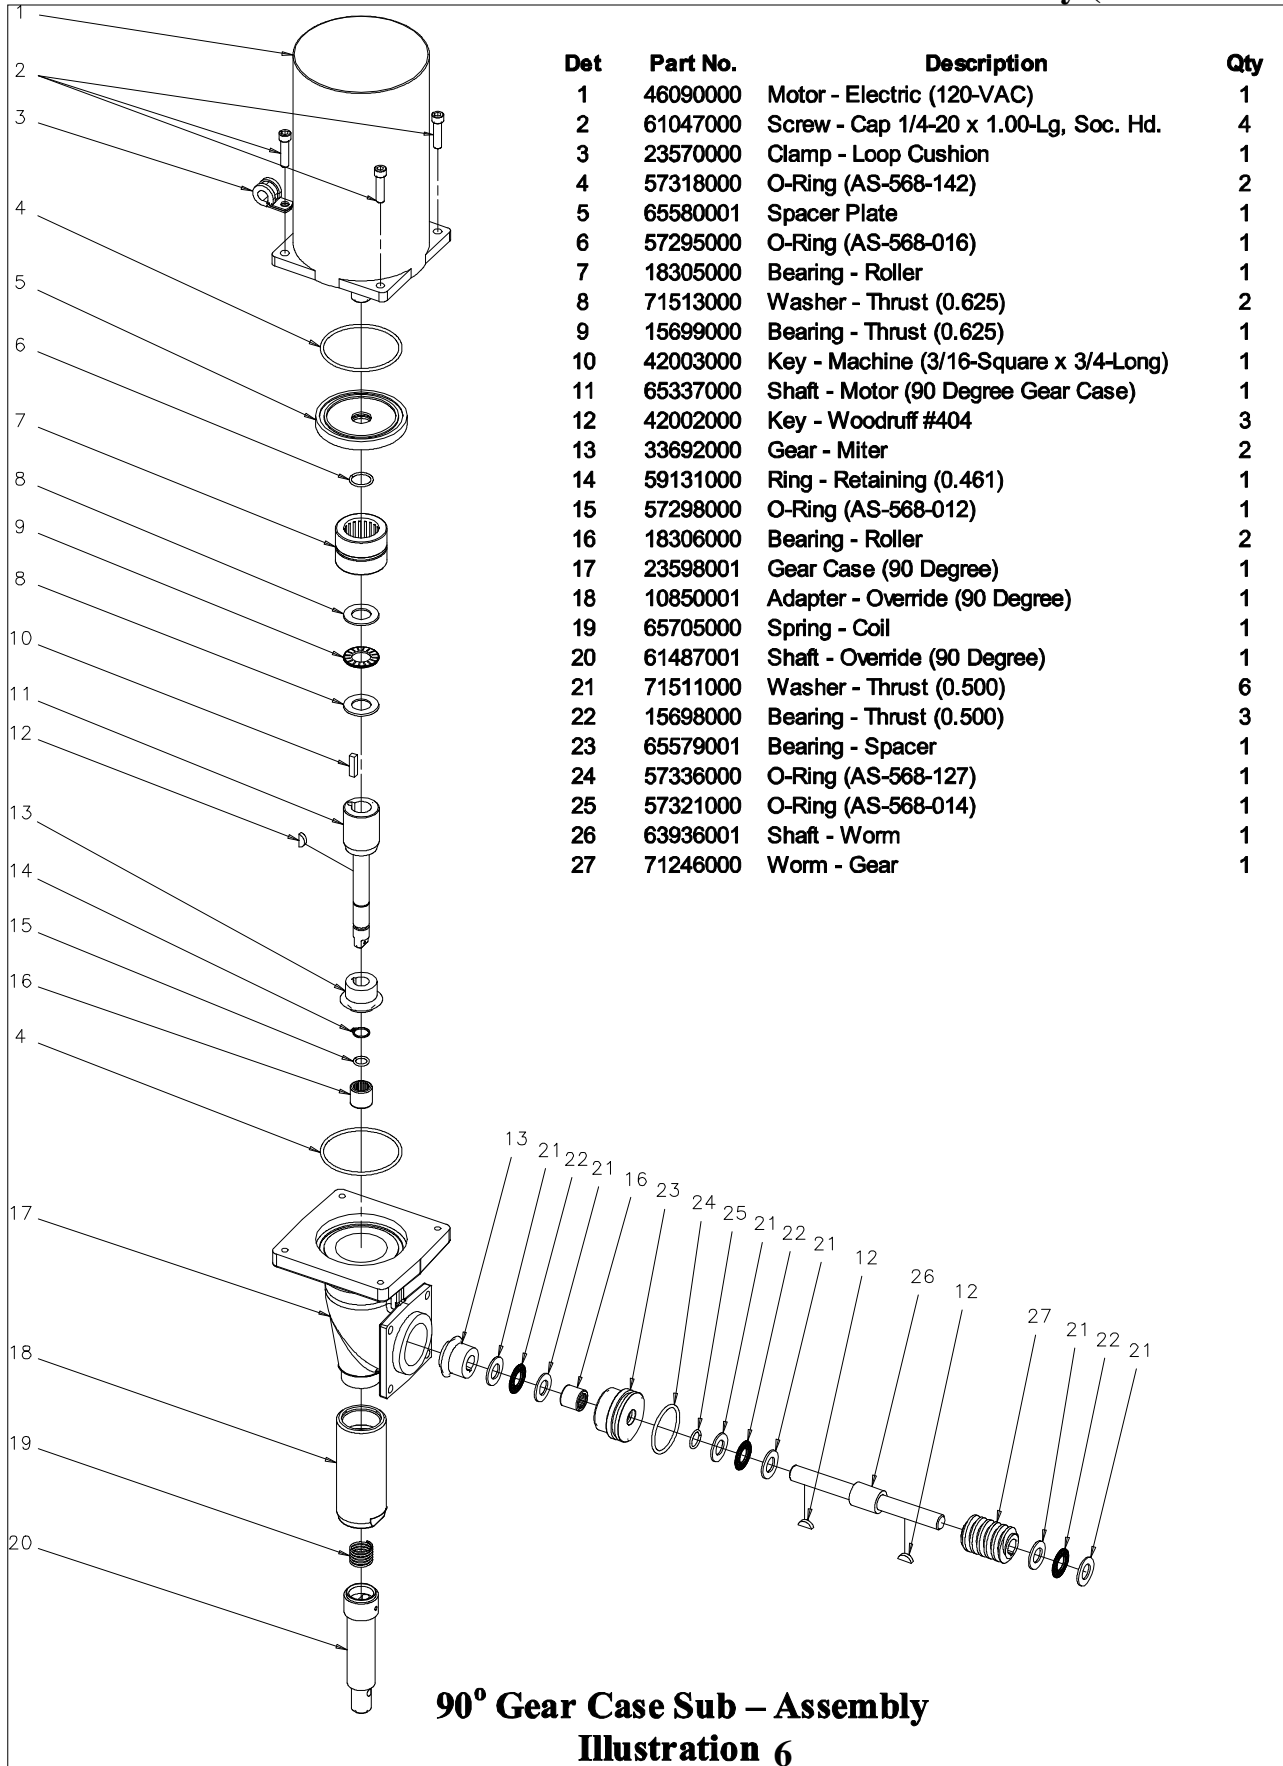 Det Part No. Description Qty
1 46090000 Motor - Electric (120-VAC) 1
2 61047000 Screw - Cap 1/4-20 x 1.00-Lg, Soc. Hd. 4
3 23570000 Clamp - Loop Cushion 1
4 57318000 O-Ring (AS-568-142) 2
5 65580001 Spacer Plate 1
6 57295000 O-Ring (AS-568-016) 1
7 18305000 Bearing - Roller 1
8 71513000 Washer - Thrust (0.625) 2
9 15699000 Bearing - Thrust (0.625) 1
10 42003000 Key - Machine (3/16-Square x 3/4-Long) 1
11 65337000 Shaft - Motor (90 Degree Gear Case) 1
12 42002000 Key - Woodruff #404 3
13 33692000 Gear - Miter 2
14 59131000 Ring - Retaining (0.461) 1
15 57298000 O-Ring (AS-568-012) 1
16 18306000 Bearing - Roller 2
17 23598001 Gear Case (90 Degree) 1
18 10850001 Adapter - Override (90 Degree) 1
19 65705000 Spring - Coil 1
20 61487001 Shaft - Override (90 Degree) 1
21 71511000 Washer - Thrust (0.500) 6
22 15698000 Bearing - Thrust (0.500) 3
23 65579001 Bearing - Spacer 1
24 57336000 O-Ring (AS-568-127) 1
25 57321000 O-Ring (AS-568-014) 1
26 63936001 Shaft - Worm 1
27 71246000 Worm - Gear 1
1
2
3
4
5
6
7
8
9
8
10
11
12
13
14
15
16
4
17
18
19
20
13
21
22
21
16
23
24
25
21
22
21
12
26
12
27
21
22
21
90° Gear Case Sub – Assembly
Illustration 6